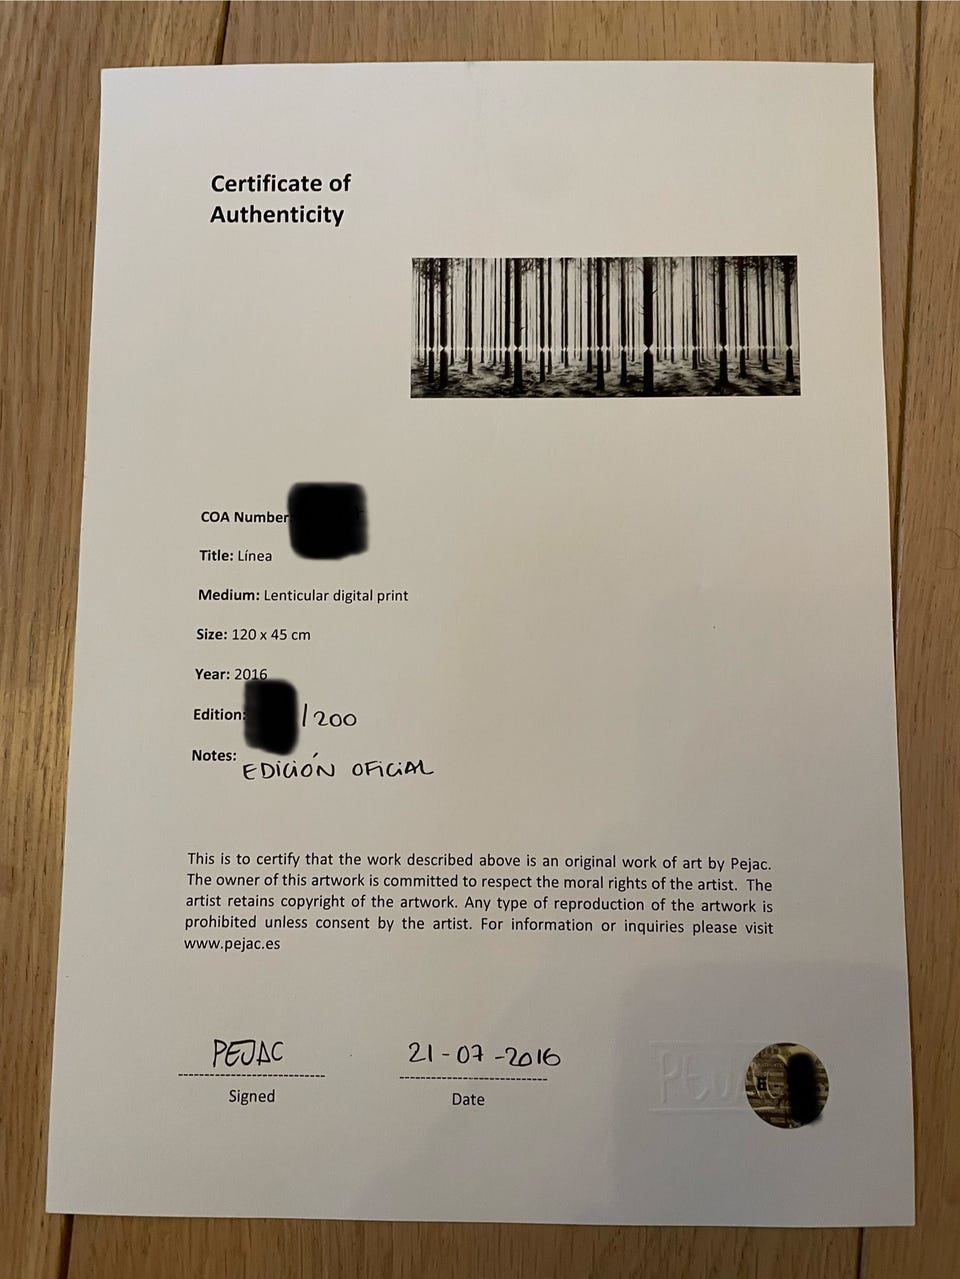 Certificate of
Authenticity
COA Number
Title: Línea
Medium: Lenticular digital print
Size: 120 x 45 cm
Year: 2016
Edition: /200
Notes: EDICIÓN OFICIAL
This is to certify that the work described above is an original work of art by Pejac.
The owner of this artwork is committed to respect the moral rights of the artist. The
artist retains copyright of the artwork. Any type of reproduction of the artwork is
prohibited unless consent by the artist. For information or inquiries please visit
www.pejac.es
PEJAC 21-07-2016
Signed Date
PEJAC